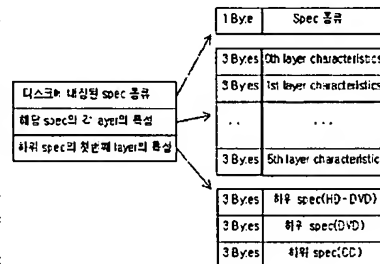 1 Byte Spec 종류
3 Bytes 0th layer characteristics
3 Bytes 1st layer characteristics
.. ...
3 Bytes 5th layer characteristic
디스크에 내장된 spec 종류
해당 spec의 각 layer의 특성
하위 spec의 첫번째 layer의 특성
3 Bytes 하위 spec(HD-DVD)
3 Bytes 하위 spec(DVD)
3 Bytes 하위 spec(CD)